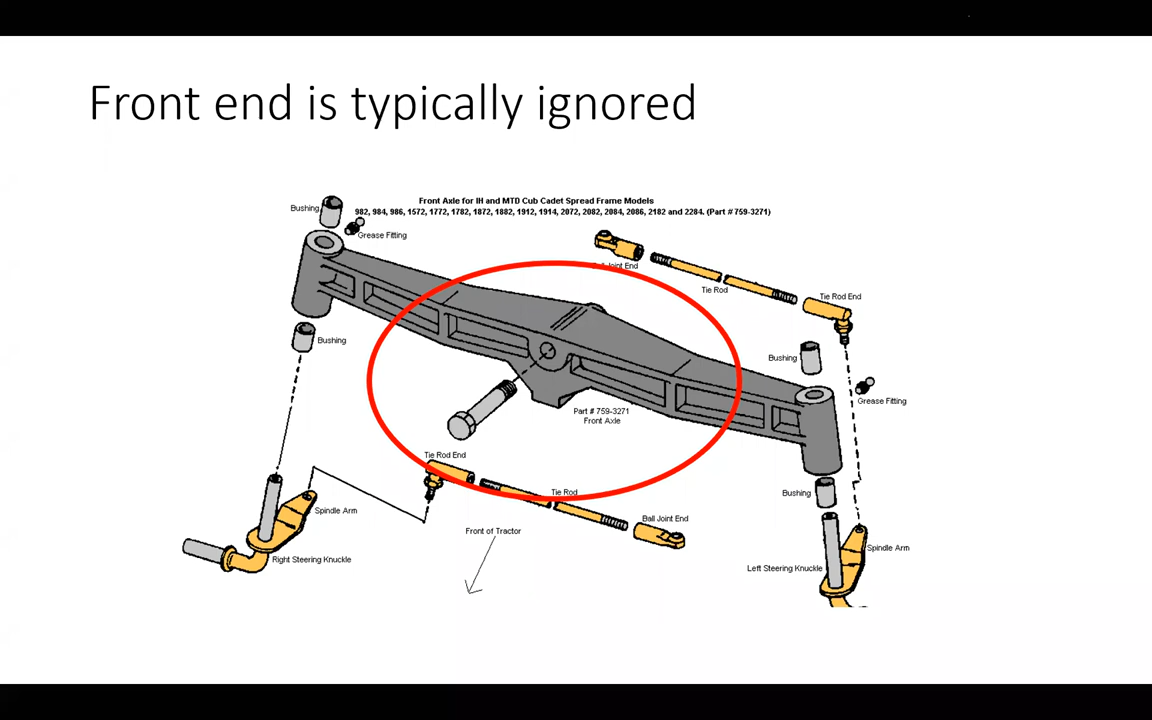 Front end is typically ignored
Front Axle for IH and MTD Cub Cadet Spread Frame Models
982, 984, 986, 1572, 1772, 1782, 1872, 1882, 1912, 1914, 2072, 2082, 2084, 2086, 2182 and 2284. (Part # 759-3271)
Bushing
Grease Fitting
Joint End
Tie Rod
Tie Rod End
Bushing
Bushing
Grease Fitting
Part # 759-3271
Front Axle
Tie Rod End
Tie Rod
Bushing
Spindle Arm
Ball Joint End
Front of Tractor
Spindle Arm
Right Steering Knuckle
Left Steering Knuckle